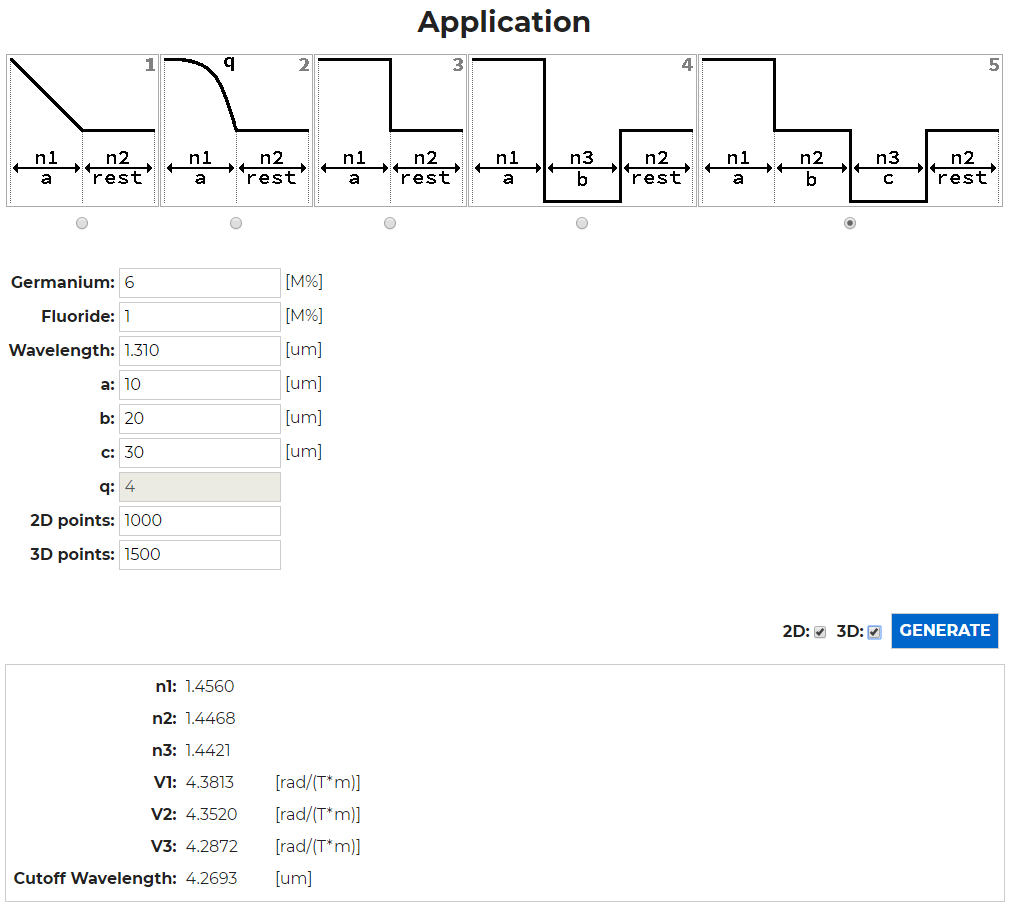 Application
1 q 2 3 4 5
n1 n2 n1 n2 n1 n2 n1 n3 n2 n1 n2 n3 n2
a rest a rest a rest a b rest a b c rest
Germanium: 6 [M%]
Fluoride: 1 [M%]
Wavelength: 1.310 [um]
a: 10 [um]
b: 20 [um]
c: 30 [um]
q: 4
2D points: 1000
3D points: 1500
2D: 3D: GENERATE
n1: 1.4560
n2: 1.4468
n3: 1.4421
V1: 4.3813 [rad/(T*m)]
V2: 4.3520 [rad/(T*m)]
V3: 4.2872 [rad/(T*m)]
Cutoff Wavelength: 4.2693 [um]